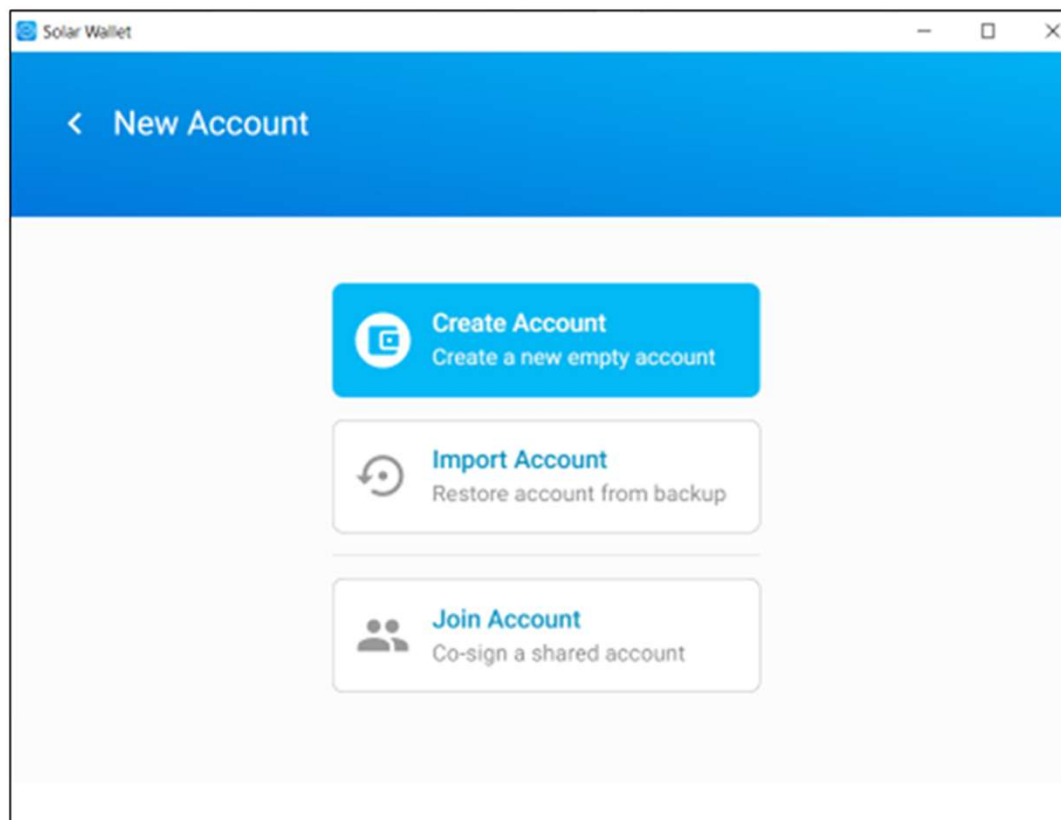 Solar Wallet
New Account
Create Account
Create a new empty account
Import Account
Restore account from backup
Join Account
Co-sign a shared account